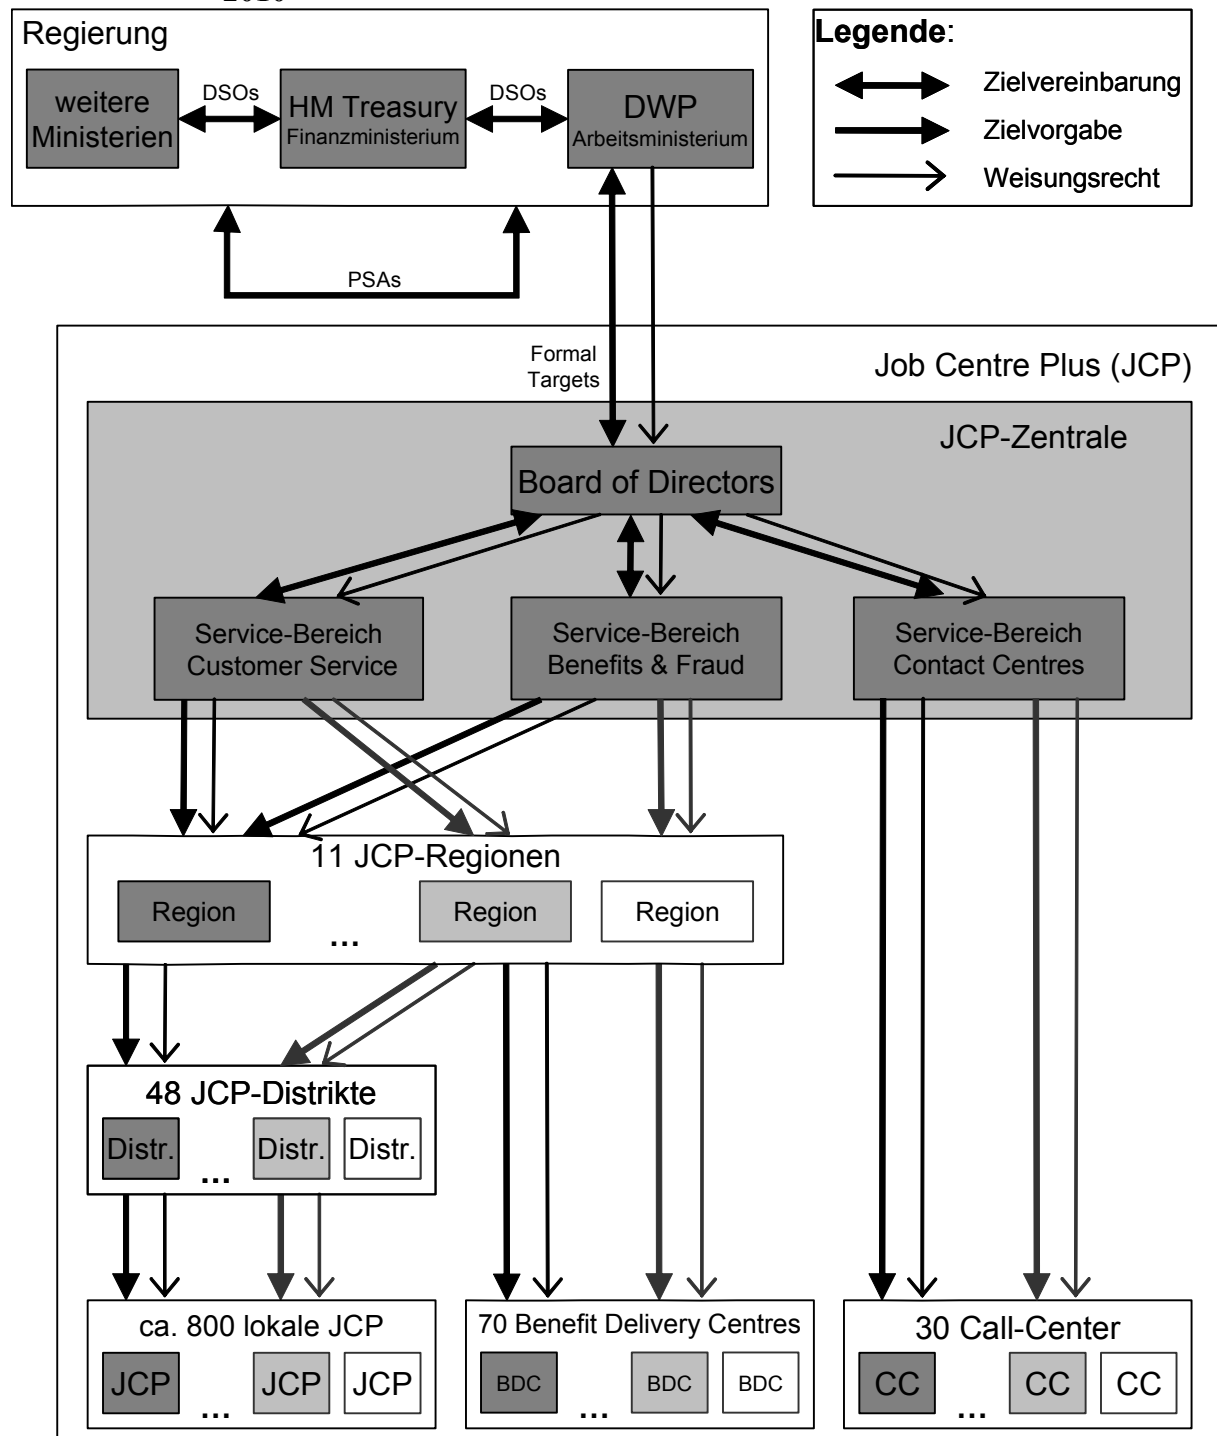 Regierung
weitere
Ministerien
DSOs
HM Treasury
Finanzministerium
DSOs
DWP
Arbeitsministerium
PSAs
Legende:
Zielvereinbarung
Zielvorgabe
Weisungsrecht
Formal
Targets
Job Centre Plus (JCP)
JCP-Zentrale
Board of Directors
Service-Bereich
Customer Service
Service-Bereich
Benefits & Fraud
Service-Bereich
Contact Centres
11 JCP-Regionen
Region
...
Region
Region
48 JCP-Distrikte
Distr.
...
Distr.
Distr.
ca. 800 lokale JCP
JCP
...
JCP
JCP
70 Benefit Delivery Centres
BDC
...
BDC
BDC
30 Call-Center
CC
...
CC
CC